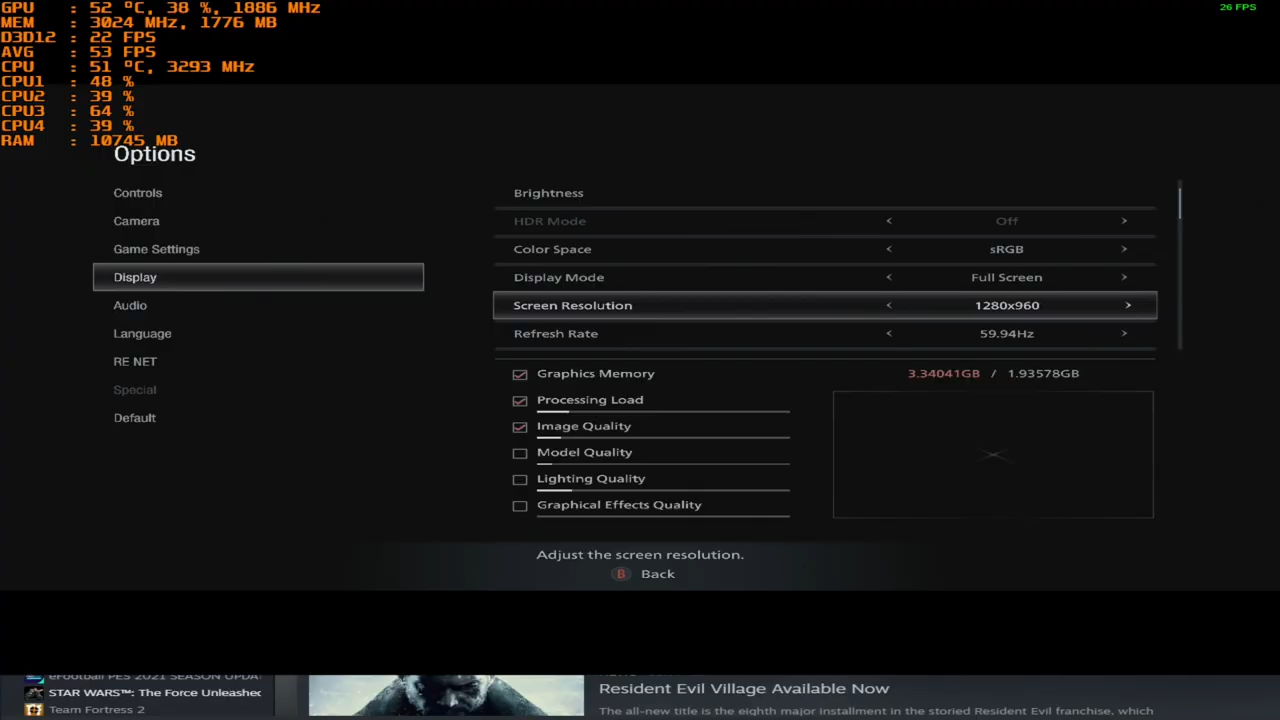 GPU : 52 °C, 38 %, 1886 MHz
26 FPS
MEM : 3024 MHz, 1776 MB
D3D12 : 22 FPS
AVG : 53 FPS
CPU : 51 °C, 3293 MHz
CPU1 : 48 %
CPU2 : 39 %
CPU3 : 64 %
CPU4 : 39 %
RAM : 10745 MB
Options
Controls
Camera
Game Settings
Display
Audio
Language
RE NET
Special
Default
Brightness
HDR Mode < Off >
Color Space < sRGB >
Display Mode < Full Screen >
Screen Resolution < 1280x960 >
Refresh Rate < 59.94Hz >
Graphics Memory 3.34041GB / 1.93578GB
Processing Load
Image Quality
Model Quality
Lighting Quality
Graphical Effects Quality
Adjust the screen resolution.
B Back
eFootball PES 2021 SEASON UPDA
STAR WARS™: The Force Unleashed
Team Fortress 2
Resident Evil Village Available Now
The all-new title is the eighth major installment in the storied Resident Evil franchise, which